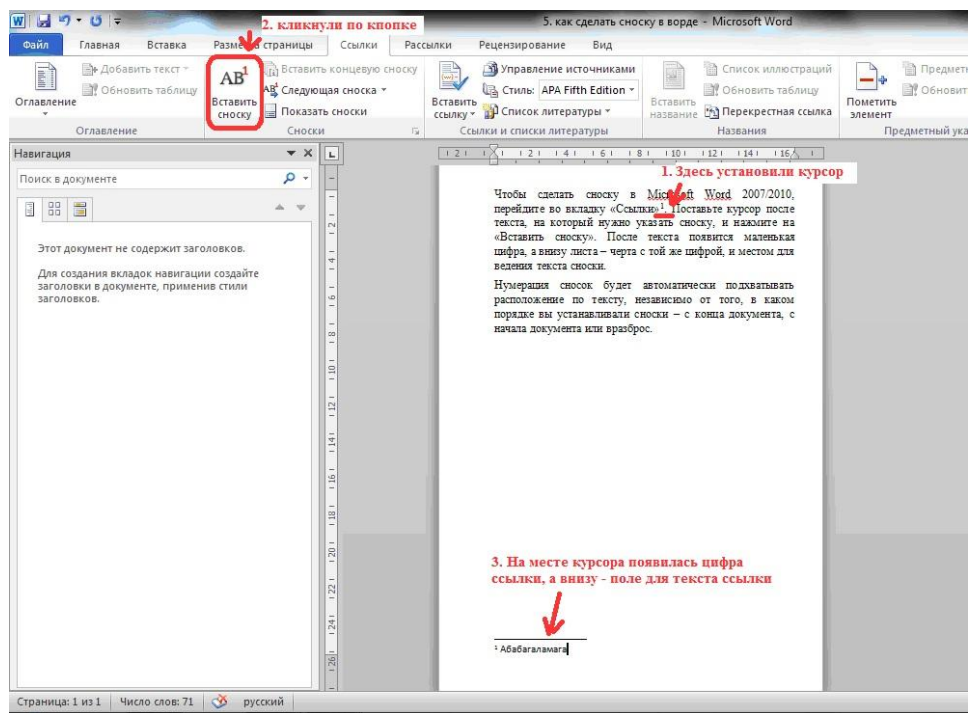 2. кликнули по кпопке
5. как сделать сноску в ворде - Microsoft Word
Файл Главная Вставка Разметка страницы Ссылки Рассылки Рецензирование Вид
Оглавление
Добавить текст
Обновить таблицу
Оглавление
AB1
Вставить
сноску
Вставить концевую сноску
Следующая сноска
Показать сноски
Сноски
Вставить
ссылку
Управление источниками
Стиль: APA Fifth Edition
Список литературы
Ссылки и списки литературы
Вставить
название
Список иллюстраций
Обновить таблицу
Перекрестная ссылка
Названия
Пометить
элемент
Предметн
Обновит
Предметный ука
Навигация
Поиск в документе
Этот документ не содержит заголовков.
Для создания вкладок навигации создайте
заголовки в документе, применив стили
заголовков.
1. Здесь установили курсор
Чтобы сделать сноску в Microsoft Word 2007/2010,
перейдите во вкладку «Ссылки»1. Поставьте курсор после
текста, на который нужно указать сноску, и нажмите на
«Вставить сноску». После текста появится маленькая
цифра, а внизу листа – черта с той же цифрой, и местом для
ведения текста сноски.
Нумерация сносок будет автоматически подхватывать
расположение по тексту, независимо от того, в каком
порядке вы устанавливали сноски – с конца документа, с
начала документа или вразброс.
3. На месте курсора появилась цифра
ссылки, а внизу - поле для текста ссылки
1 Абабагаламага
Страница: 1 из 1 Число слов: 71 русский